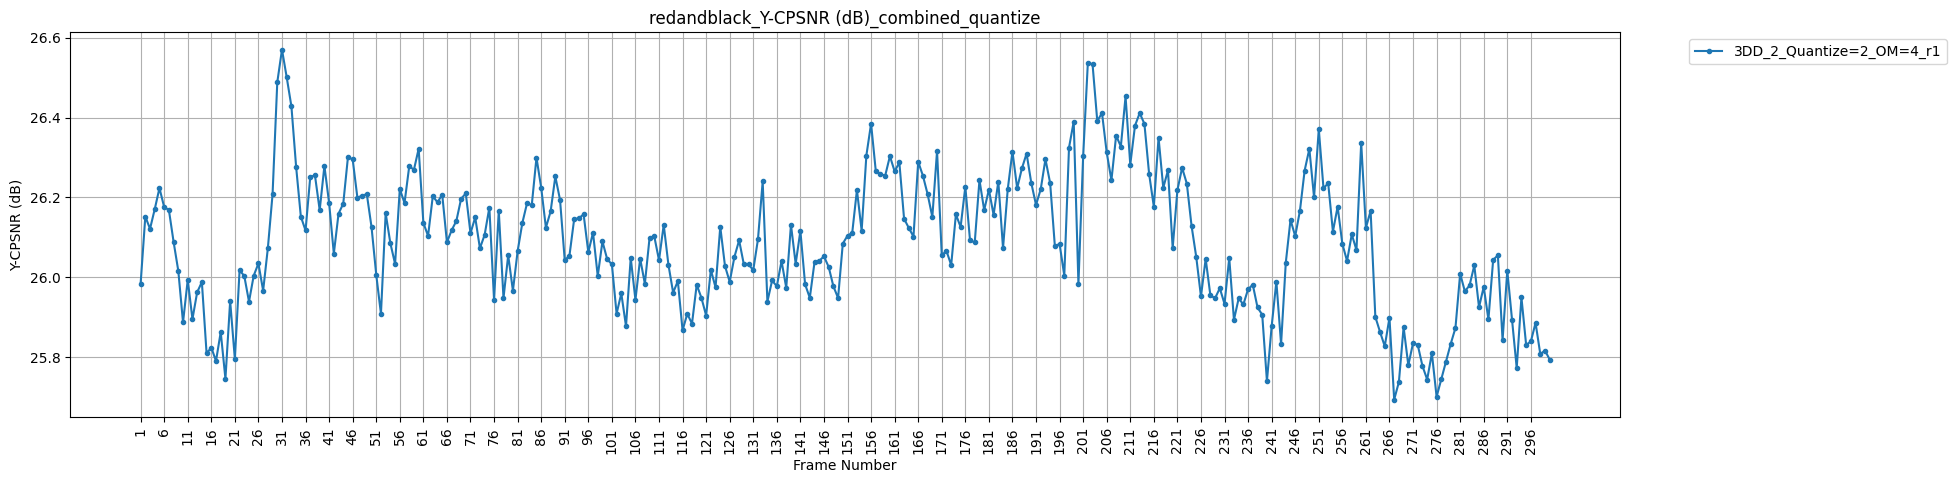 redandblack_Y-CPSNR (dB)_combined_quantize
26.6
26.4
26.2
26.0
25.8
Y-CPSNR (dB)
3DD_2_Quantize=2_OM=4_r1
1 6 11 16 21 26 31 36 41 46 51 56 61 66 71 76 81 86 91 96 101 106 111 116 121 126 131 136 141 146 151 156 161 166 171 176 181 186 191 196 201 206 211 216 221 226 231 236 241 246 251 256 261 266 271 276 281 286 291 296
Frame Number